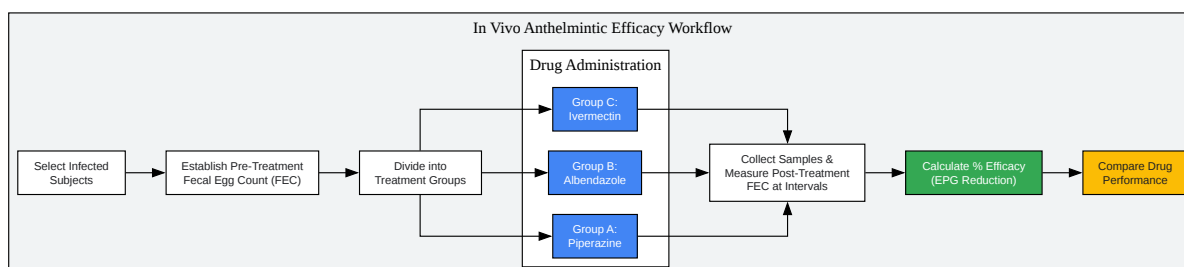 In Vivo Anthelmintic Efficacy Workflow
Drug Administration
Select Infected
Subjects
Establish Pre-Treatment
Fecal Egg Count (FEC)
Divide into
Treatment Groups
Group C:
Ivermectin
Group B:
Albendazole
Group A:
Piperazine
Collect Samples &
Measure Post-Treatment
FEC at Intervals
Calculate % Efficacy
(EPG Reduction)
Compare Drug
Performance